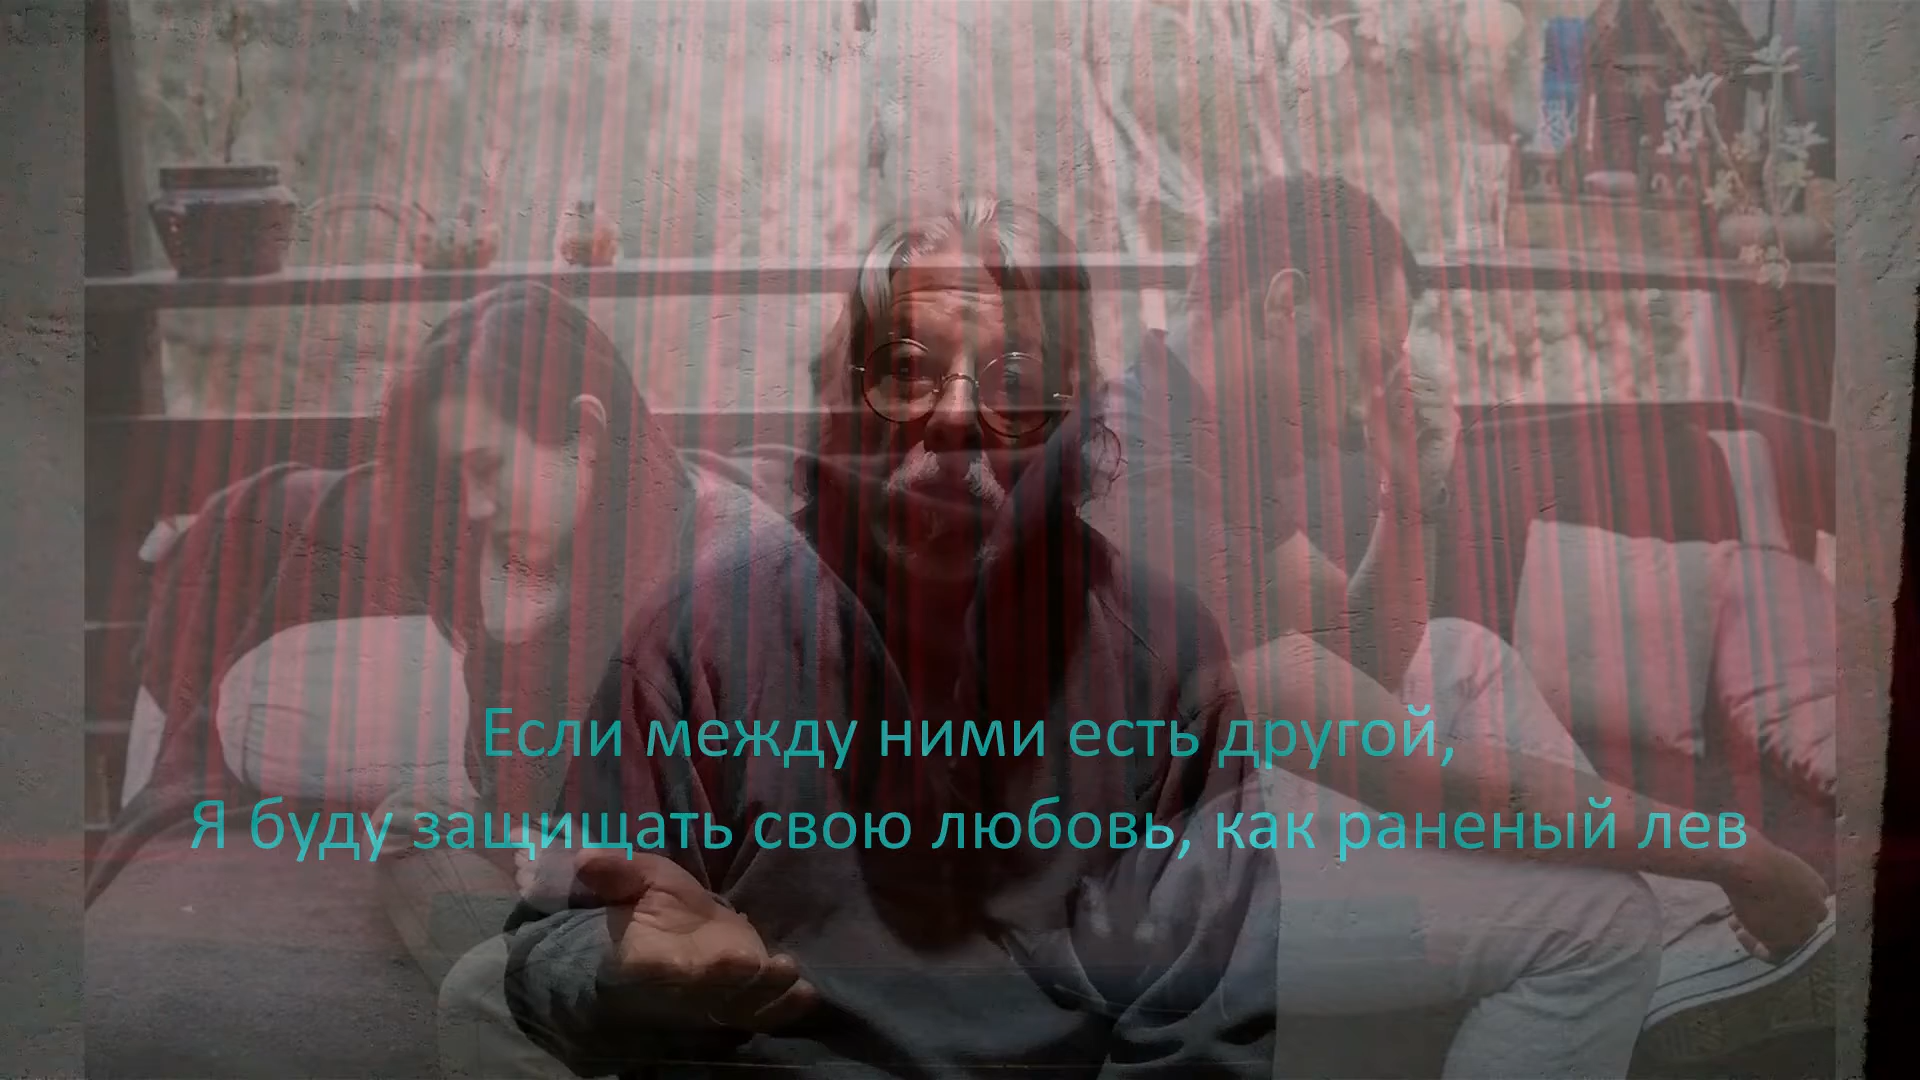 Если между ними есть другой,
Я буду защищать свою любовь, как раненый лев